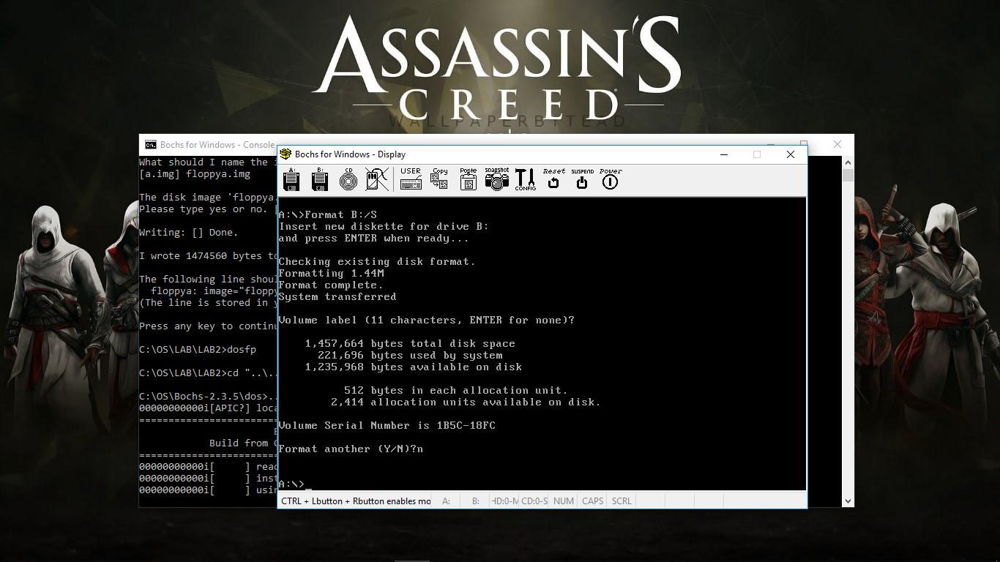 ASSASSIN'S
CREED
WALLPAPERBYTEAD
Bochs for Windows - Console
What should I name the
[a.img] floppya.img
The disk image 'floppya.
Please type yes or no. [
Writing: [] Done.
I wrote 1474560 bytes to
The following line shoul
floppya: image="floppy
(The line is stored in y
Press any key to continu
C:\OS\LAB\LAB2>dosfp
C:\OS\LAB\LAB2>cd "..\..
C:\OS\Bochs-2.3.5\dos>..
00000000000i[APIC?] loca
========================
Build from C
========================
00000000000i[     ] read
00000000000i[     ] inst
00000000000i[     ] usin
Bochs for Windows - Display
A: B: CD USER Copy Paste snapshot CONFIG Reset SUSPEND Power
A:\>Format B:/S
Insert new diskette for drive B:
and press ENTER when ready...
Checking existing disk format.
Formatting 1.44M
Format complete.
System transferred
Volume label (11 characters, ENTER for none)?
1,457,664 bytes total disk space
221,696 bytes used by system
1,235,968 bytes available on disk
512 bytes in each allocation unit.
2,414 allocation units available on disk.
Volume Serial Number is 1B5C-18FC
Format another (Y/N)?n
A:\>_
CTRL + Lbutton + Rbutton enables mo A: B: HD:0-M CD:0-S NUM CAPS SCRL